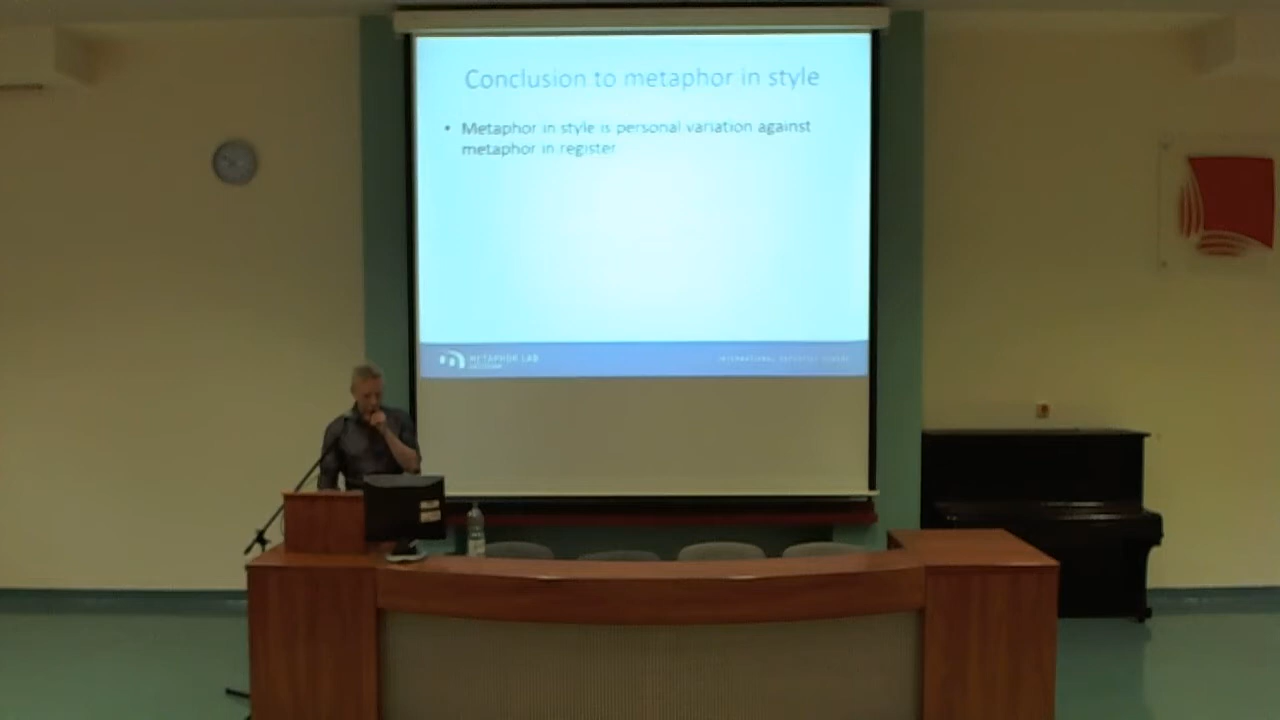 Conclusion to metaphor in style
• Metaphor in style is personal variation against
metaphor in register
METAPHOR LAB